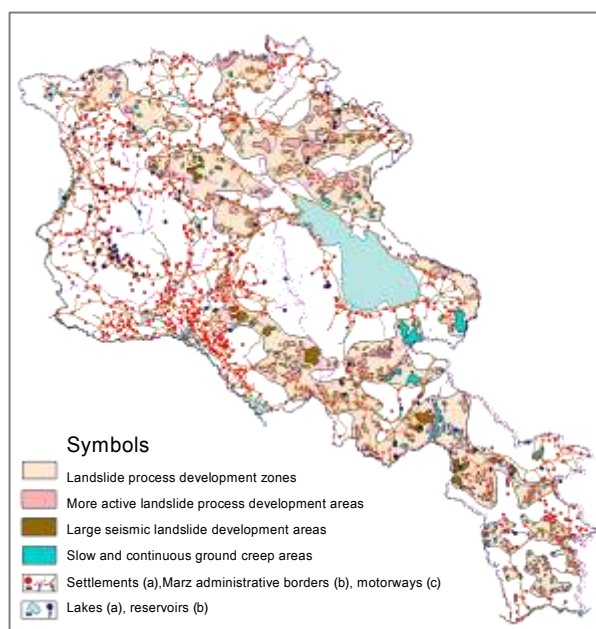 Symbols
Landslide process development zones
More active landslide process development areas
Large seismic landslide development areas
Slow and continuous ground creep areas
Settlements (a),Marz administrative borders (b), motorways (c)
Lakes (a), reservoirs (b)